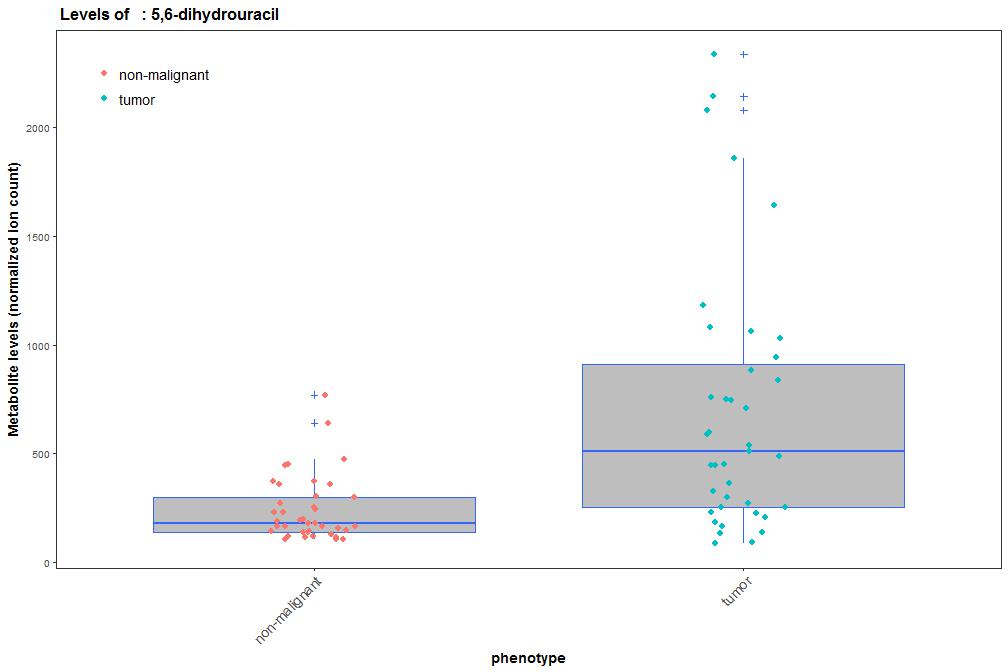 Levels of : 5,6-dihydrouracil
non-malignant
tumor
Metabolite levels (normalized ion count)
2000
1500
1000
500
0
non-malignant
tumor
phenotype